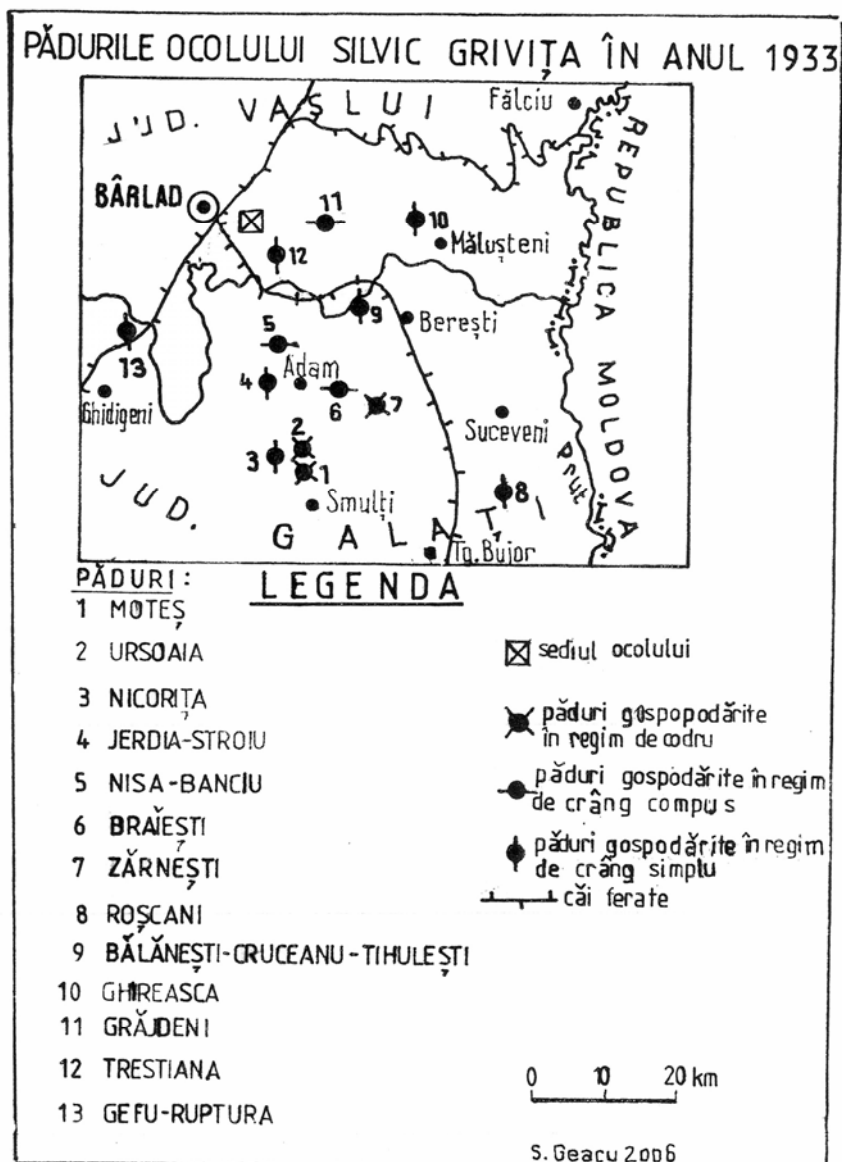 PĂDURILE OCOLULUI SILVIC GRIVIȚA ÎN ANUL 1933
JUD. VASLUI
Fălciu
REPUBLICA MOLDOVA
BÂRLAD
11
10
Mălușteni
12
9
Berești
13
5
Adam
4
6
7
Ghidigeni
Suceveni
2
3
1
8
Prut
Smulți
JUD. GALAȚI
Tg. Bujor
LEGENDA
PĂDURI:
1 MOTEȘ
2 URSOAIA
3 NICORIȚA
4 JERDIA-STROIU
5 NISA-BANCIU
6 BRAÍEȘTI
7 ZĂRNEȘTI
8 ROȘCANI
9 BĂLĂNEȘTI-CRUCEANU-TIHULEȘTI
10 GHIREASCA
11 GRĂJDENI
12 TRESTIANA
13 GEFU-RUPTURA
sediul ocolului
păduri gospopodărite
în regim de codru
păduri gospodărite în regim
de crâng compus
păduri gospodărite în regim
de crâng simplu
căi ferate
0 10 20 km
S. Geacu 2006